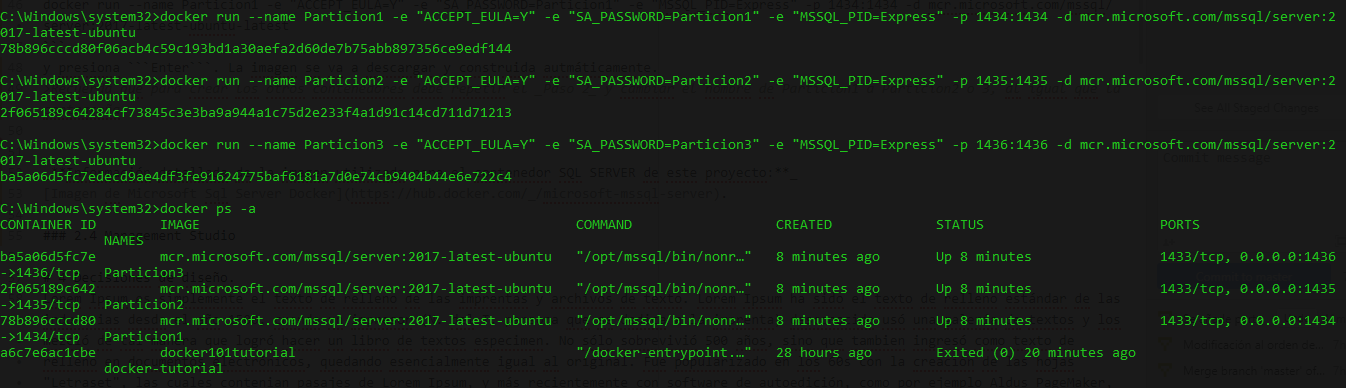 C:\Windows\system32>docker run --name Particion1 -e "ACCEPT_EULA=Y" -e "SA_PASSWORD=Particion1" -e "MSSQL_PID=Express" -p 1434:1434 -d mcr.microsoft.com/mssql/server:2
017-latest-ubuntu
78b896cccd80f06acb4c59c193bd1a30aefa2d60de7b75abb897356ce9edf144
C:\Windows\system32>docker run --name Particion2 -e "ACCEPT_EULA=Y" -e "SA_PASSWORD=Particion2" -e "MSSQL_PID=Express" -p 1435:1435 -d mcr.microsoft.com/mssql/server:2
017-latest-ubuntu
2f065189c64284cf73845c3e3ba9a944a1c75d2e233f4a1d91c14cd711d71213
C:\Windows\system32>docker run --name Particion3 -e "ACCEPT_EULA=Y" -e "SA_PASSWORD=Particion3" -e "MSSQL_PID=Express" -p 1436:1436 -d mcr.microsoft.com/mssql/server:2
017-latest-ubuntu
ba5a06d5fc7edecd9ae4df3fe91624775baf6181a7d0e74cb9404b44e6e722c4
C:\Windows\system32>docker ps -a
CONTAINER ID IMAGE COMMAND CREATED STATUS PORTS
NAMES
ba5a06d5fc7e mcr.microsoft.com/mssql/server:2017-latest-ubuntu "/opt/mssql/bin/nonr…" 8 minutes ago Up 8 minutes 1433/tcp, 0.0.0.0:1436
->1436/tcp Particion3
2f065189c642 mcr.microsoft.com/mssql/server:2017-latest-ubuntu "/opt/mssql/bin/nonr…" 8 minutes ago Up 8 minutes 1433/tcp, 0.0.0.0:1435
->1435/tcp Particion2
78b896cccd80 mcr.microsoft.com/mssql/server:2017-latest-ubuntu "/opt/mssql/bin/nonr…" 8 minutes ago Up 8 minutes 1433/tcp, 0.0.0.0:1434
->1434/tcp Particion1
a6c7e6ac1cbe docker101tutorial "/docker-entrypoint.…" 28 hours ago Exited (0) 20 minutes ago
docker-tutorial